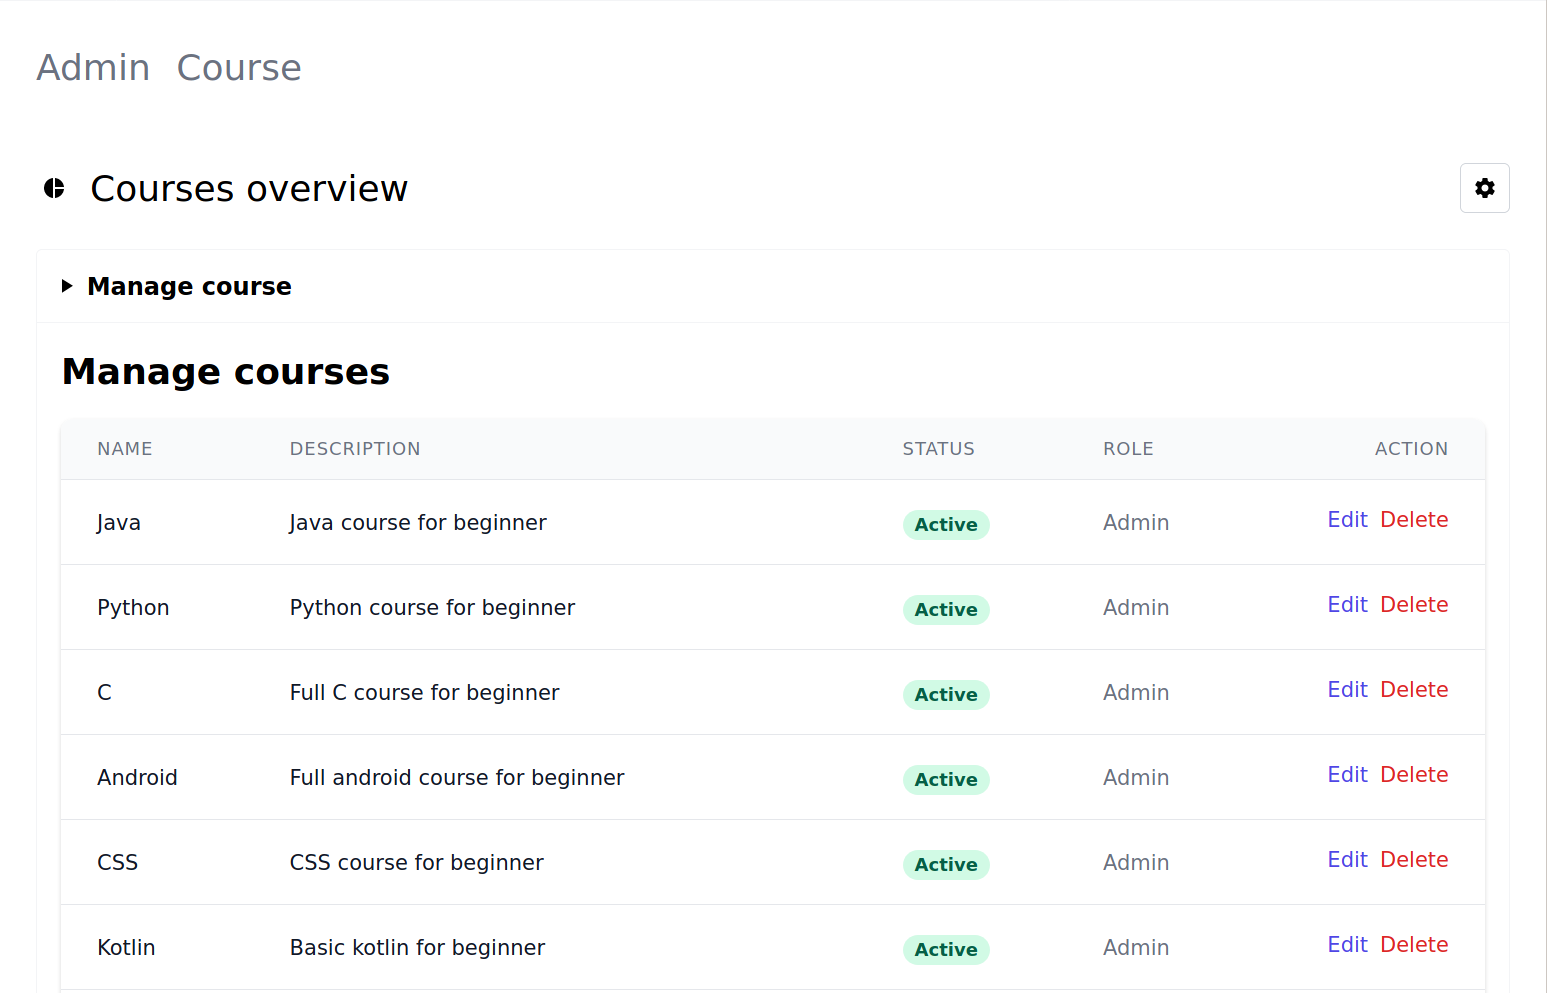 Admin Course
Courses overview
Manage course
Manage courses
NAME DESCRIPTION STATUS ROLE ACTION
Java Java course for beginner Active Admin Edit Delete
Python Python course for beginner Active Admin Edit Delete
C Full C course for beginner Active Admin Edit Delete
Android Full android course for beginner Active Admin Edit Delete
CSS CSS course for beginner Active Admin Edit Delete
Kotlin Basic kotlin for beginner Active Admin Edit Delete